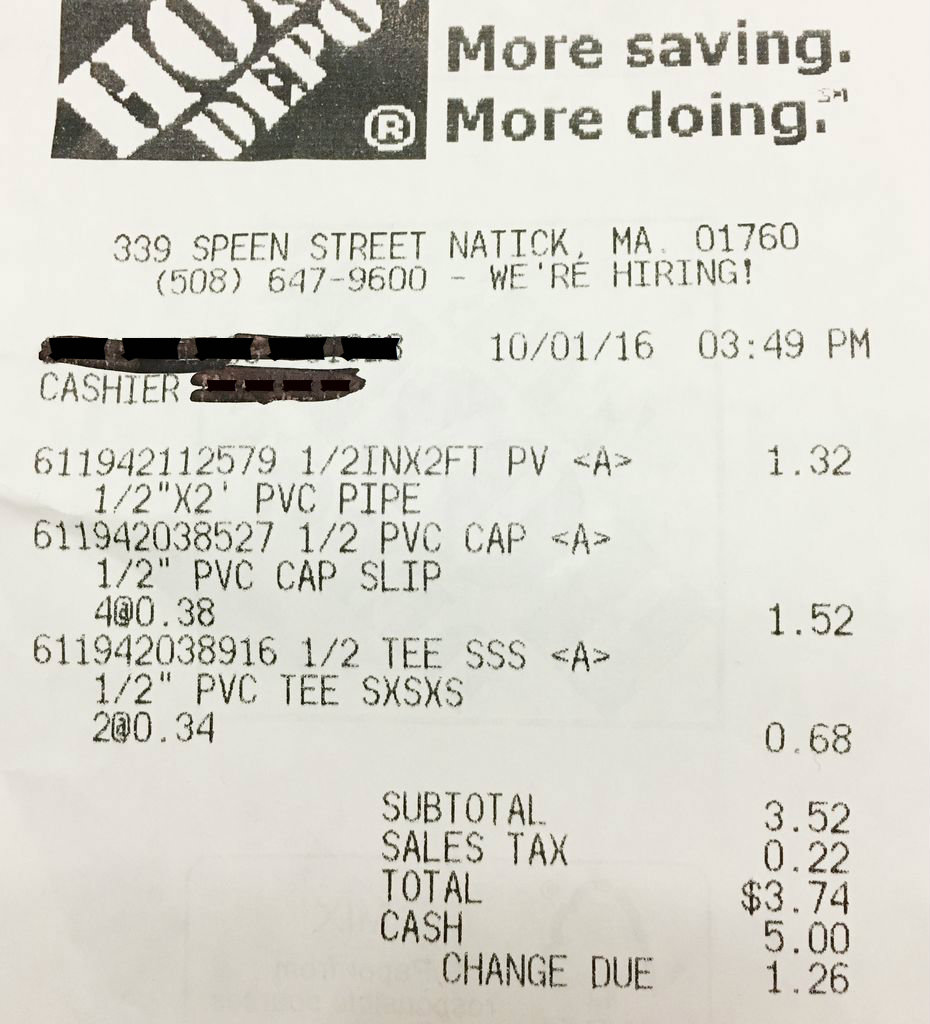 HOME DEPOT ® More saving.
More doing.℠
339 SPEEN STREET NATICK, MA. 01760
(508) 647-9600 - WE'RE HIRING!
10/01/16 03:49 PM
CASHIER
611942112579 1/2INX2FT PV <A> 1.32
1/2"X2' PVC PIPE
611942038527 1/2 PVC CAP <A>
1/2" PVC CAP SLIP
4@0.38 1.52
611942038916 1/2 TEE SSS <A>
1/2" PVC TEE SXSXS
2@0.34 0.68
SUBTOTAL 3.52
SALES TAX 0.22
TOTAL $3.74
CASH 5.00
CHANGE DUE 1.26